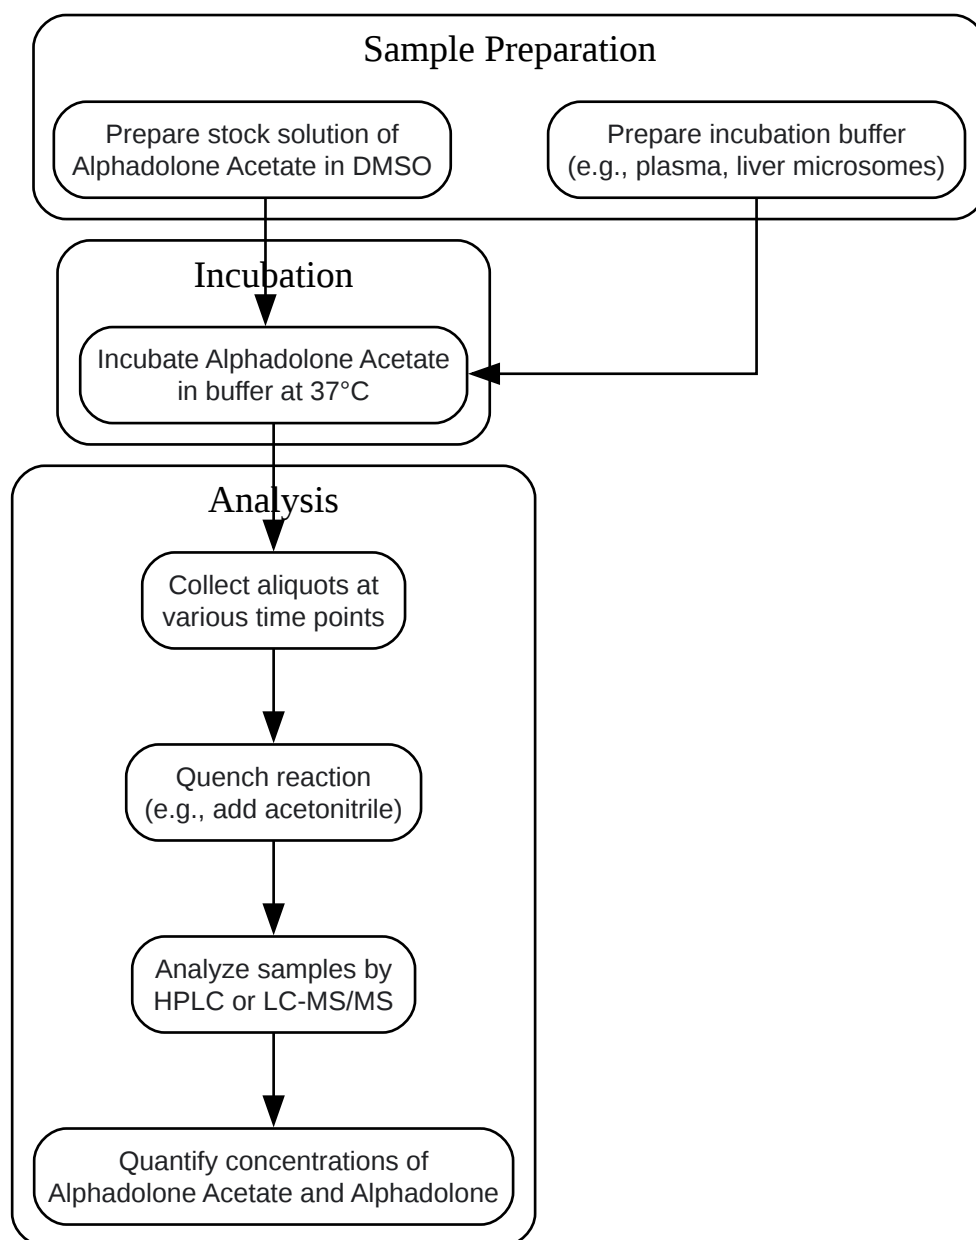 Sample Preparation
Prepare stock solution of
Alphadolone Acetate in DMSO
Prepare incubation buffer
(e.g., plasma, liver microsomes)
Incubation
Incubate Alphadolone Acetate
in buffer at 37°C
Analysis
Collect aliquots at
various time points
Quench reaction
(e.g., add acetonitrile)
Analyze samples by
HPLC or LC-MS/MS
Quantify concentrations of
Alphadolone Acetate and Alphadolone